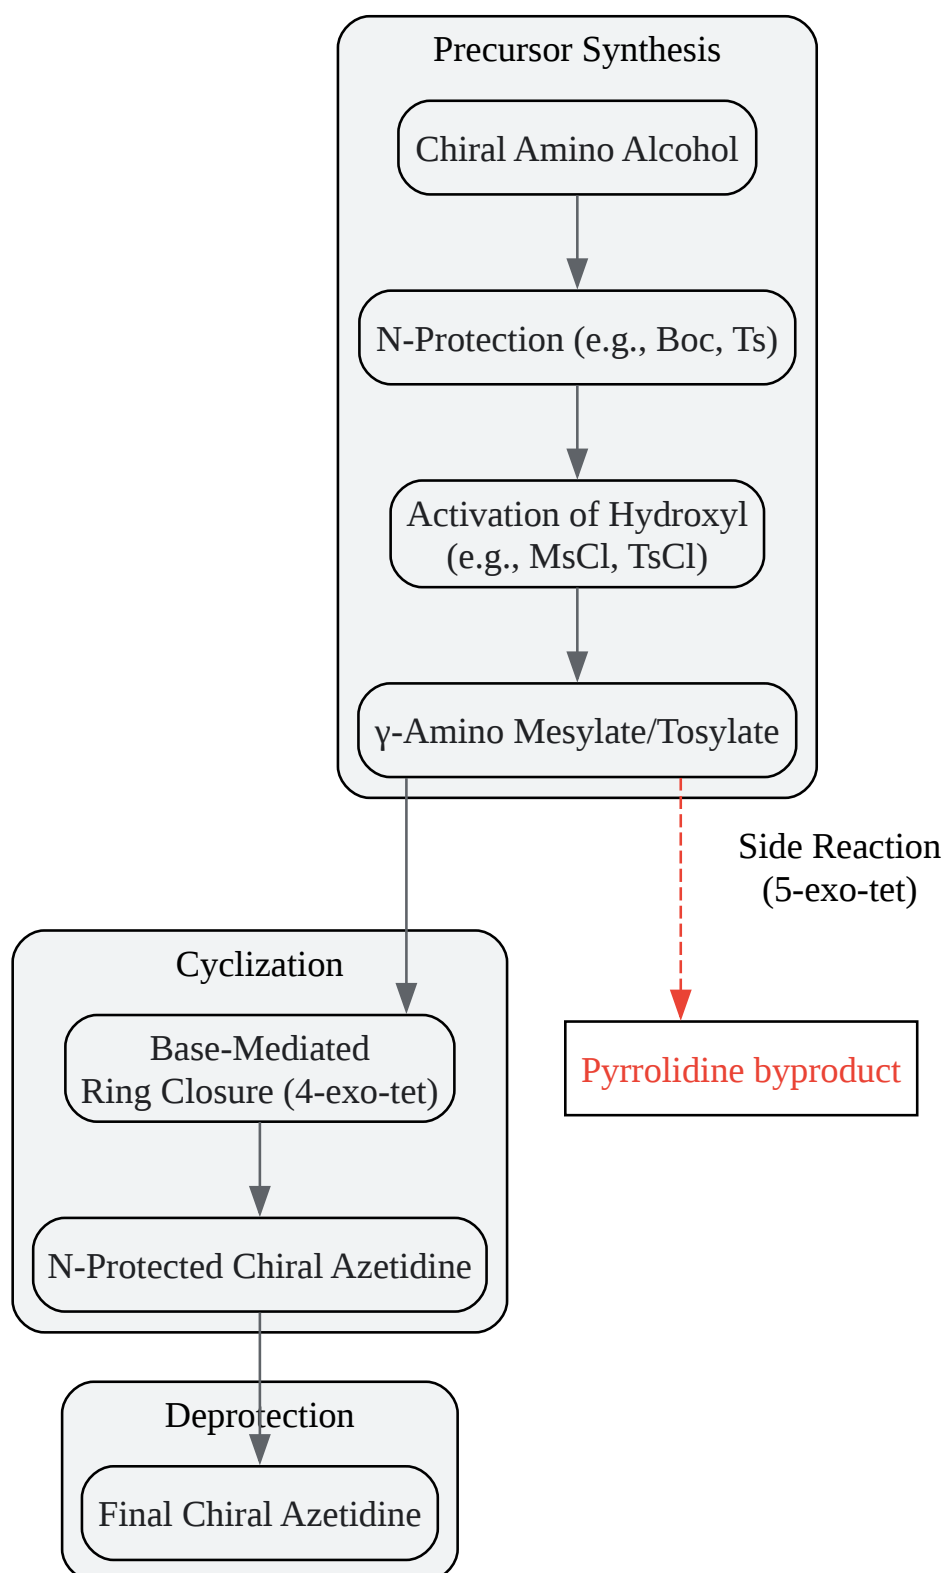 Precursor Synthesis
Chiral Amino Alcohol
N-Protection (e.g., Boc, Ts)
Activation of Hydroxyl
(e.g., MsCl, TsCl)
γ-Amino Mesylate/Tosylate
Side Reaction
(5-exo-tet)
Cyclization
Base-Mediated
Ring Closure (4-exo-tet)
Pyrrolidine byproduct
N-Protected Chiral Azetidine
Deprotection
Final Chiral Azetidine